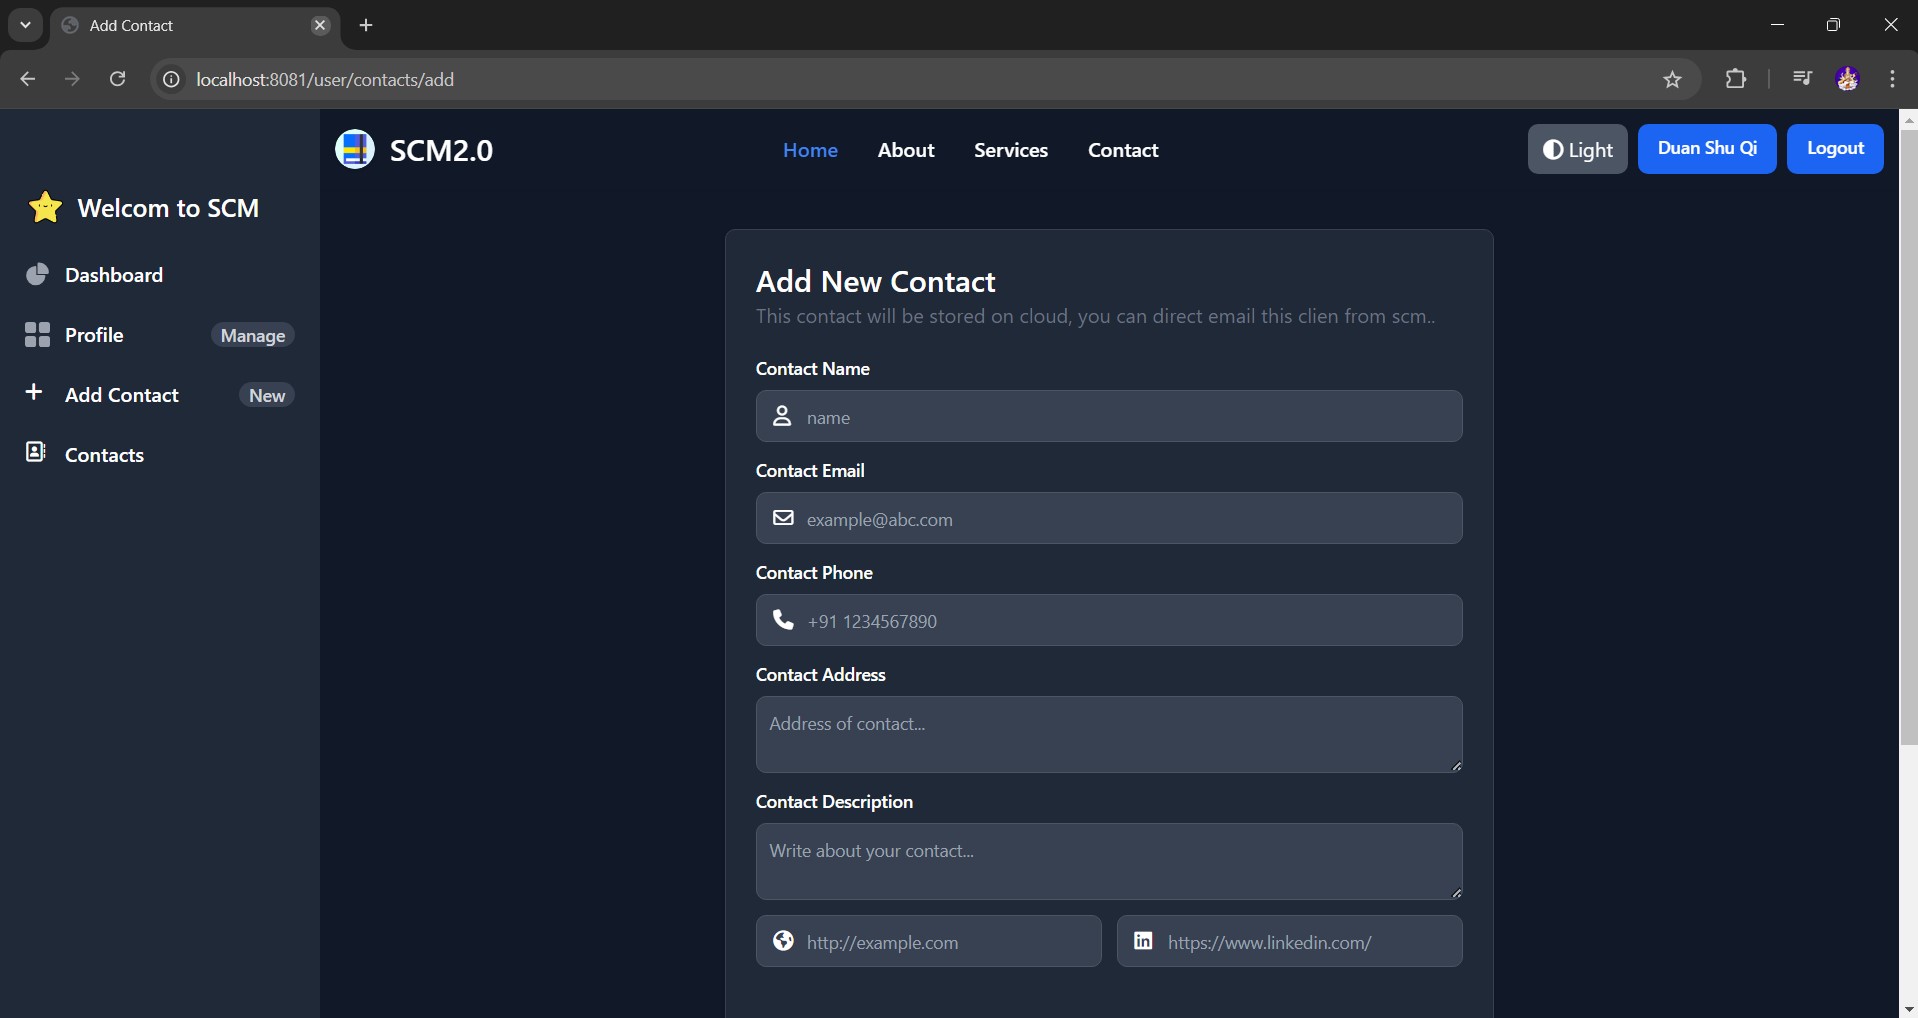 Add Contact
localhost:8081/user/contacts/add
SCM2.0
Home About Services Contact
Light
Duan Shu Qi
Logout
Welcom to SCM
Dashboard
Profile Manage
Add Contact New
Contacts
Add New Contact
This contact will be stored on cloud, you can direct email this clien from scm..
Contact Name
name
Contact Email
example@abc.com
Contact Phone
+91 1234567890
Contact Address
Address of contact...
Contact Description
Write about your contact...
http://example.com
in https://www.linkedin.com/